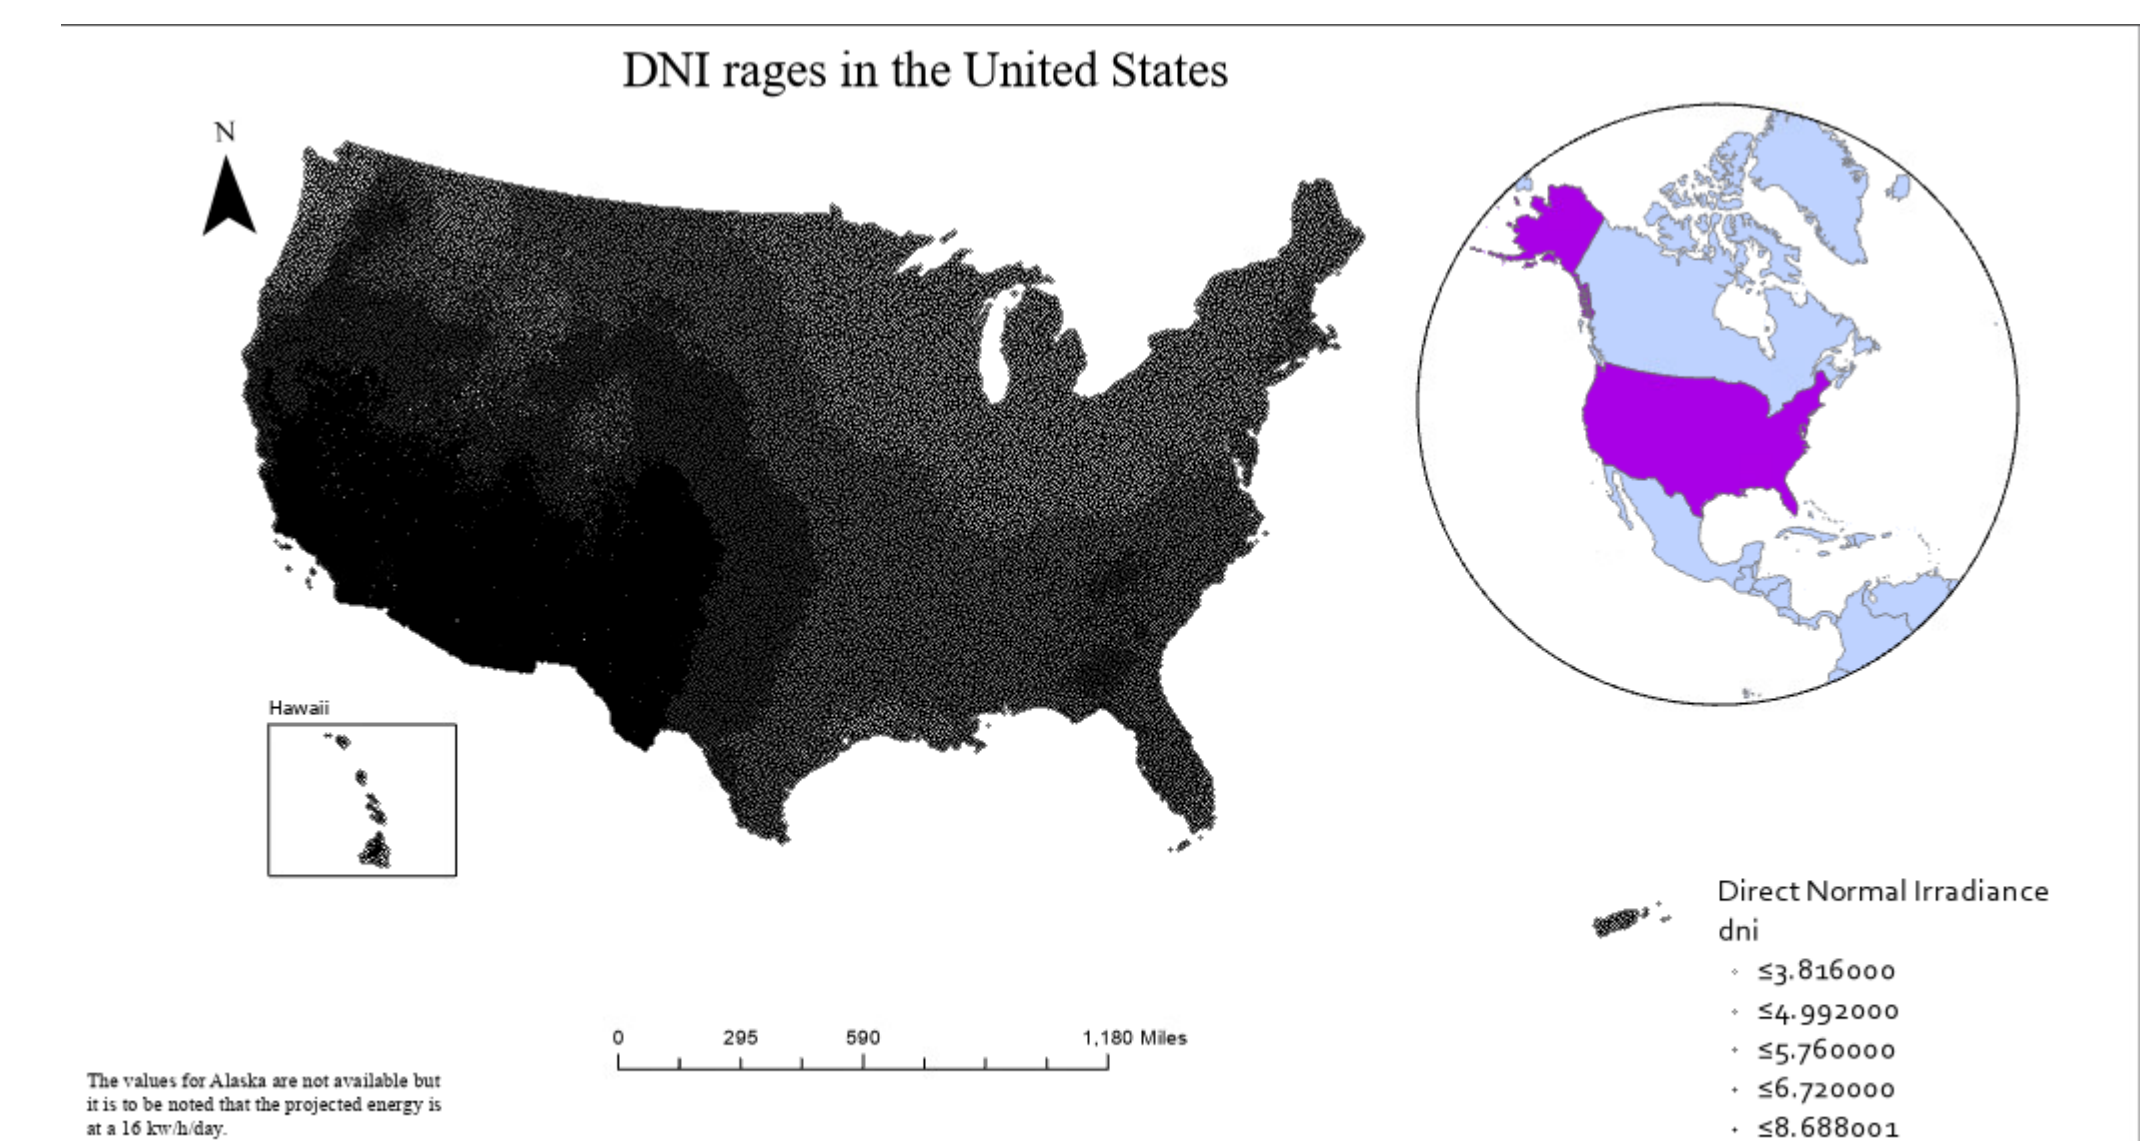 DNI rages in the United States
N
Hawaii
Direct Normal Irradiance
dni
≤3.816000
≤4.992000
≤5.760000
≤6.720000
≤8.688001
0 295 590 1,180 Miles
The values for Alaska are not available but
it is to be noted that the projected energy is
at a 16 kw/h/day.